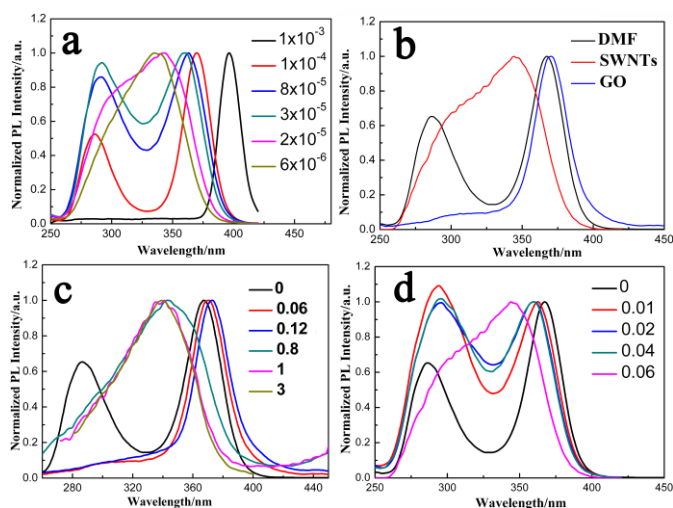 a
Normalized PL Intensity/a.u.
1.0
0.8
0.6
0.4
0.2
0.0
1x10⁻³
1x10⁻⁴
8x10⁻⁵
3x10⁻⁵
2x10⁻⁵
6x10⁻⁶
250 300 350 400 450
Wavelength/nm
b
Normalized PL Intensity/a.u.
1.0
0.8
0.6
0.4
0.2
0.0
DMF
SWNTs
GO
250 300 350 400 450
Wavelength/nm
c
Normalized PL Intensity/a.u.
1.2
1.0
0.8
0.6
0.4
0.2
0.0
0
0.06
0.12
0.8
1
3
280 320 360 400 440
Wavelength/nm
d
Normalized PL Intensity/a.u.
1.2
1.0
0.8
0.6
0.4
0.2
0.0
0
0.01
0.02
0.04
0.06
250 300 350 400 450
Wavelength/nm